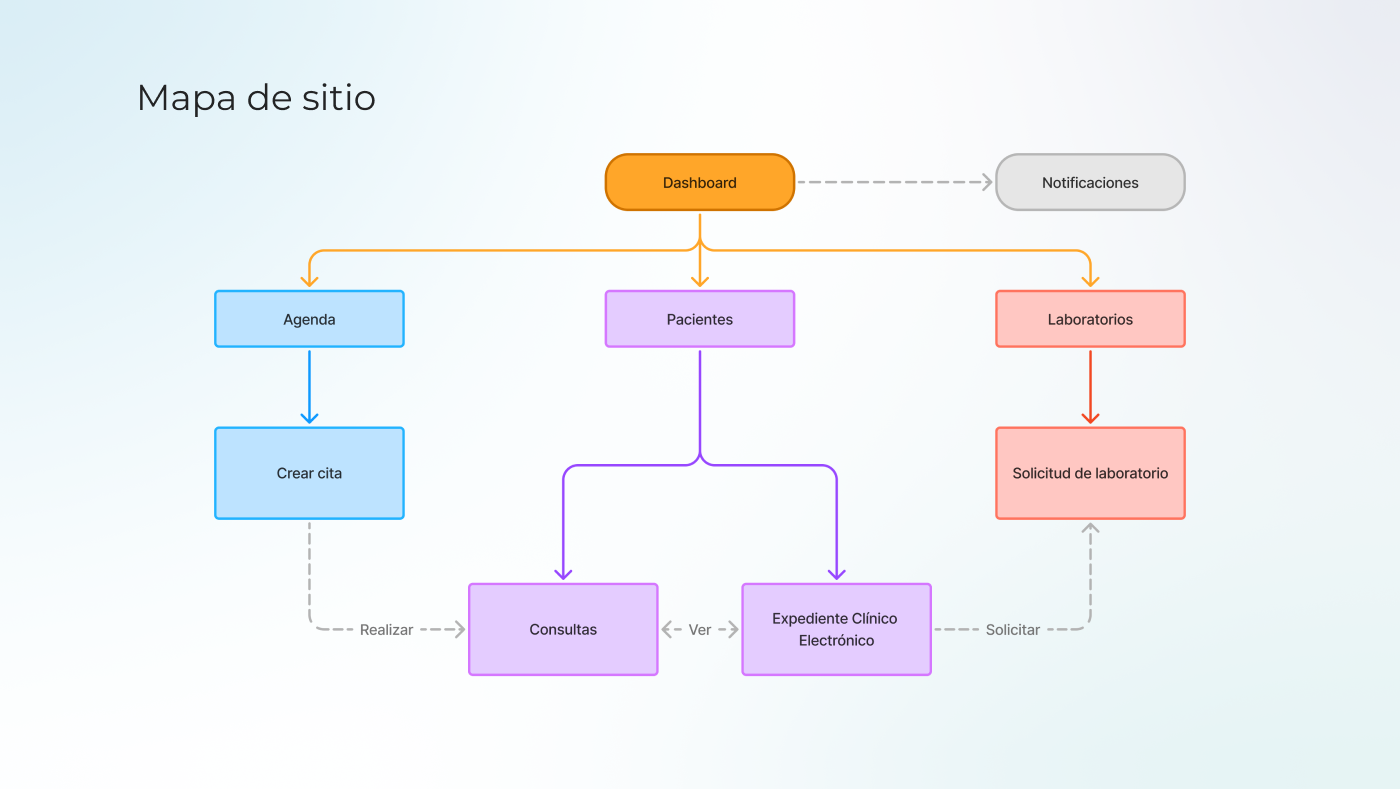 Mapa de sitio
Dashboard
Notificaciones
Agenda
Pacientes
Laboratorios
Crear cita
Solicitud de laboratorio
Realizar
Consultas
Ver
Expediente Clínico
Electrónico
Solicitar